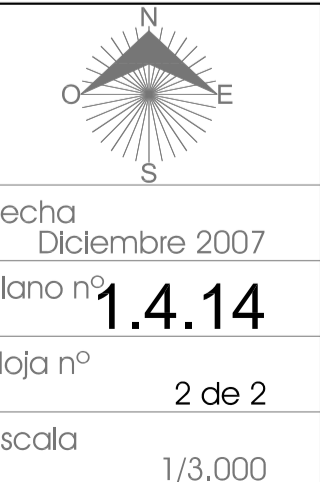 N
O E
S
echa
Diciembre 2007
lano nº
1.4.14
loja nº
2 de 2
scala
1/3.000